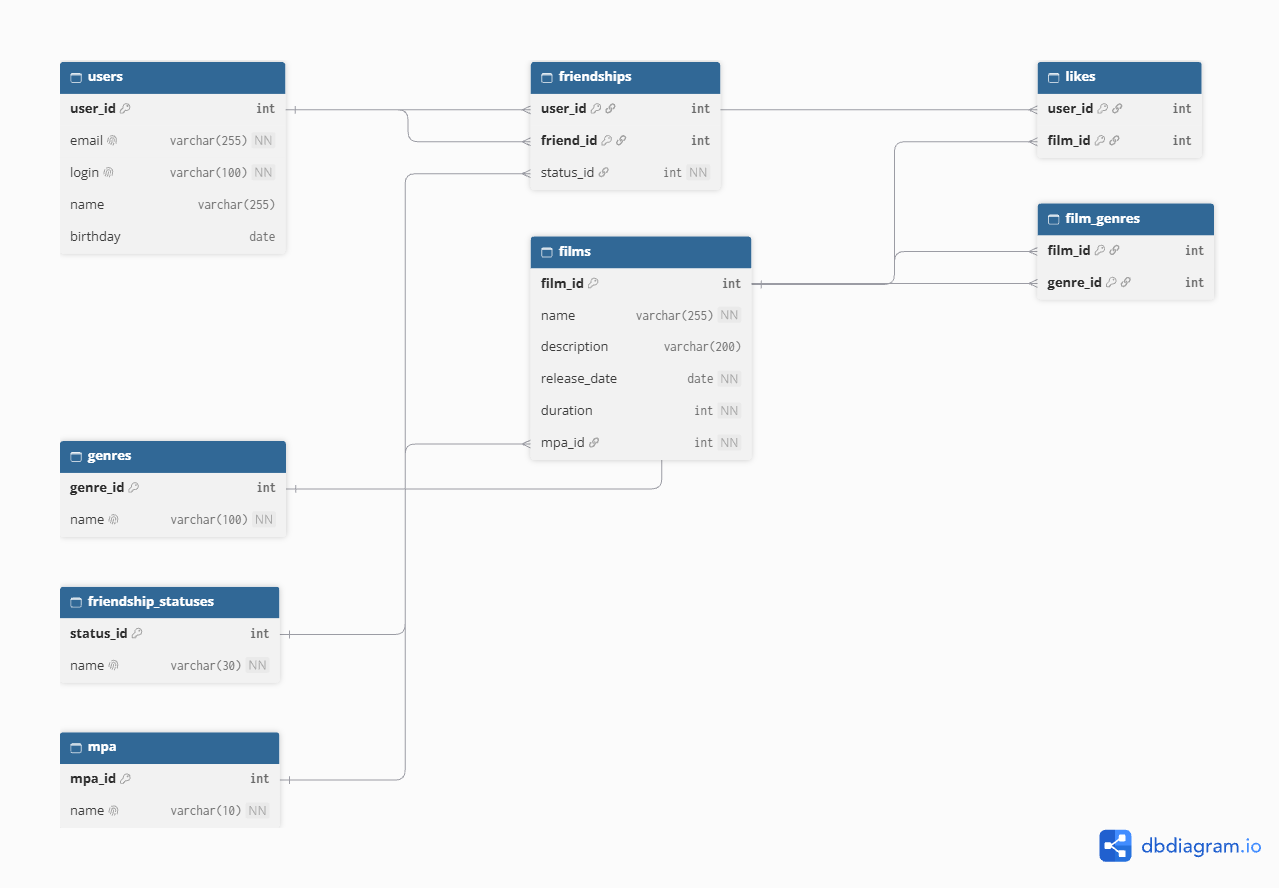 users
user_id int
email varchar(255) NN
login varchar(100) NN
name varchar(255)
birthday date
friendships
user_id int
friend_id int
status_id int NN
likes
user_id int
film_id int
film_genres
film_id int
genre_id int
films
film_id int
name varchar(255) NN
description varchar(200)
release_date date NN
duration int NN
mpa_id int NN
genres
genre_id int
name varchar(100) NN
friendship_statuses
status_id int
name varchar(30) NN
mpa
mpa_id int
name varchar(10) NN
dbdiagram.io